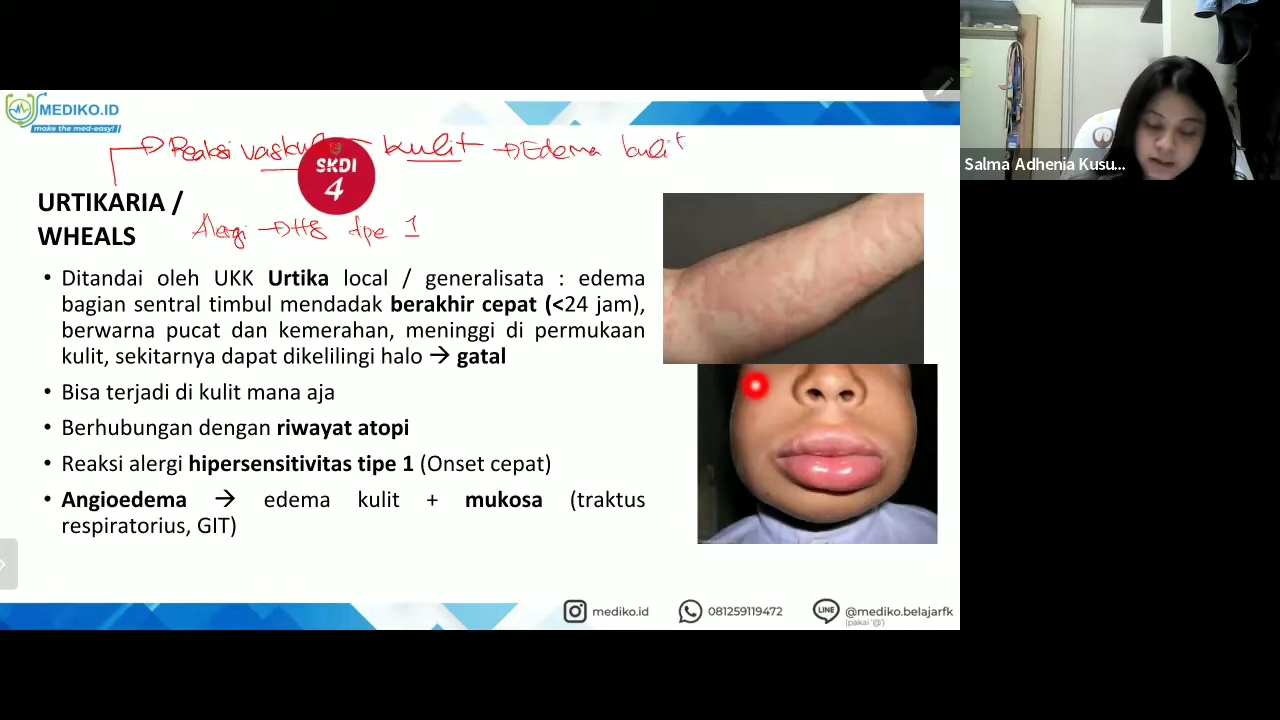 MEDIKO.ID
make the med-easy!
Reaksi vaskul kulit → Edema kulit
SKDI
4
URTIKARIA /
WHEALS
Alergi → HS tipe 1
• Ditandai oleh UKK Urtika local / generalisata : edema
bagian sentral timbul mendadak berakhir cepat (<24 jam),
berwarna pucat dan kemerahan, meninggi di permukaan
kulit, sekitarnya dapat dikelilingi halo → gatal
• Bisa terjadi di kulit mana aja
• Berhubungan dengan riwayat atopi
• Reaksi alergi hipersensitivitas tipe 1 (Onset cepat)
• Angioedema → edema kulit + mukosa (traktus
respiratorius, GIT)
mediko.id
081259119472
LINE
@mediko.belajarfk
(pakai '@')
Salma Adhenia Kusu...